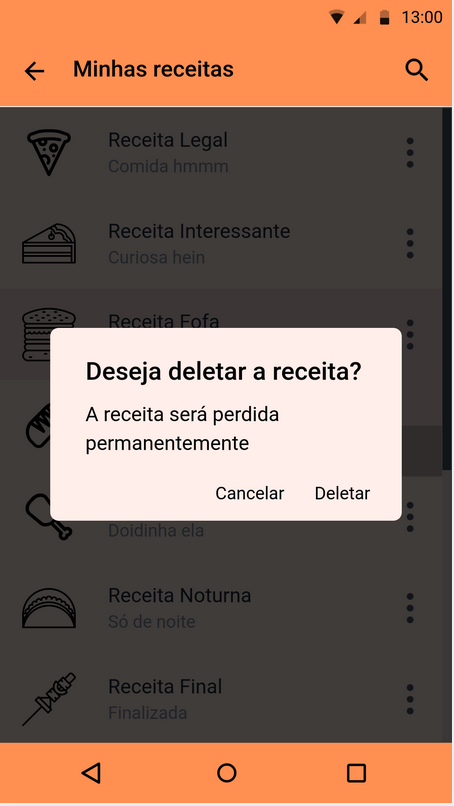 13:00
Minhas receitas
Receita Legal
Comida hmmm
Receita Interessante
Curiosa hein
Receita Fofa
Deseja deletar a receita?
A receita será perdida
permanentemente
Cancelar Deletar
Doidinha ela
Receita Noturna
Só de noite
Receita Final
Finalizada